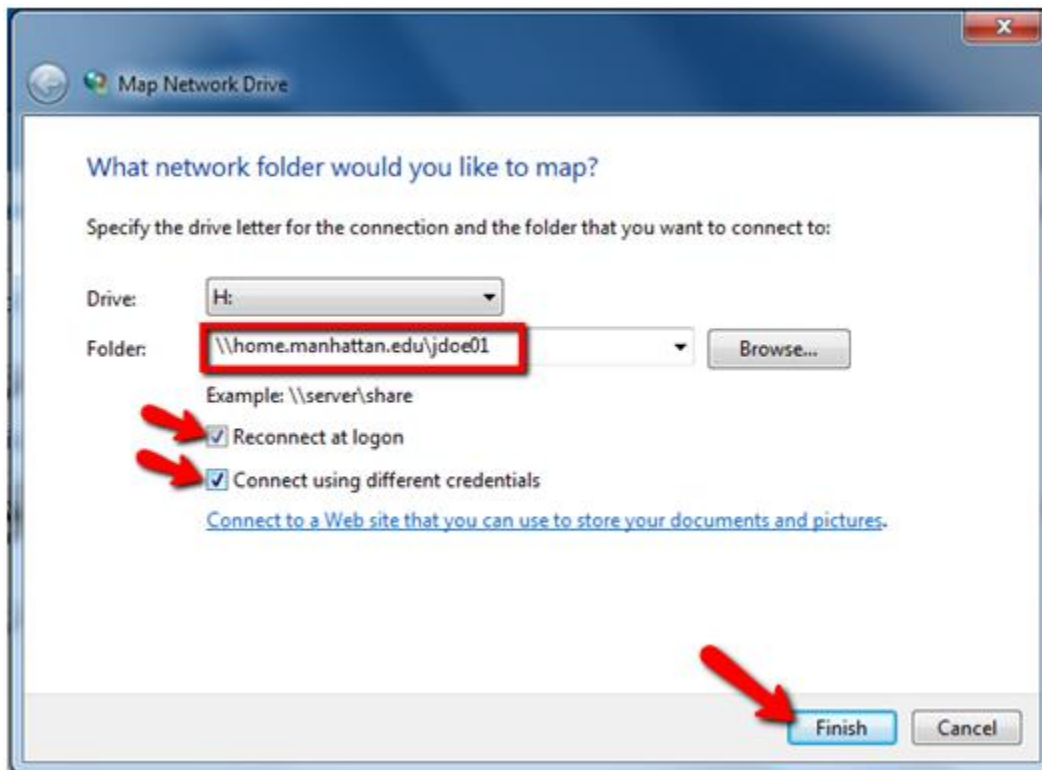 Map Network Drive
What network folder would you like to map?
Specify the drive letter for the connection and the folder that you want to connect to:
Drive: H:
Folder: \\home.manhattan.edu\jdoe01 Browse...
Example: \\server\share
Reconnect at logon
Connect using different credentials
Connect to a Web site that you can use to store your documents and pictures.
Finish Cancel